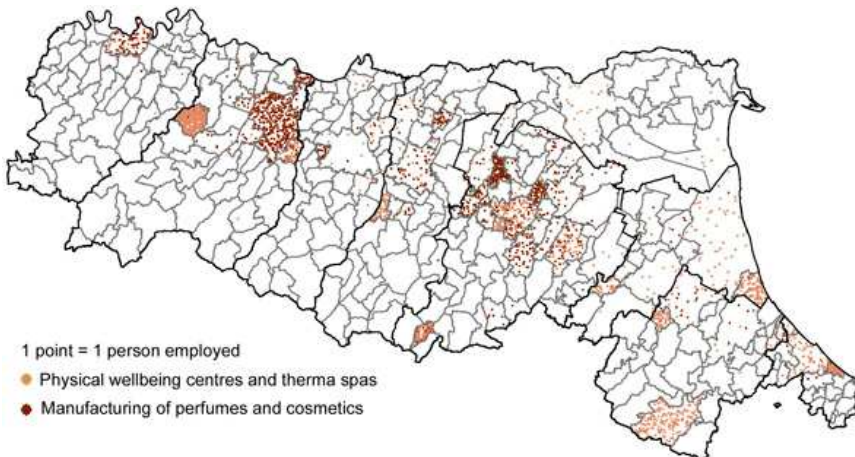 1 point = 1 person employed
Physical wellbeing centres and therma spas
Manufacturing of perfumes and cosmetics